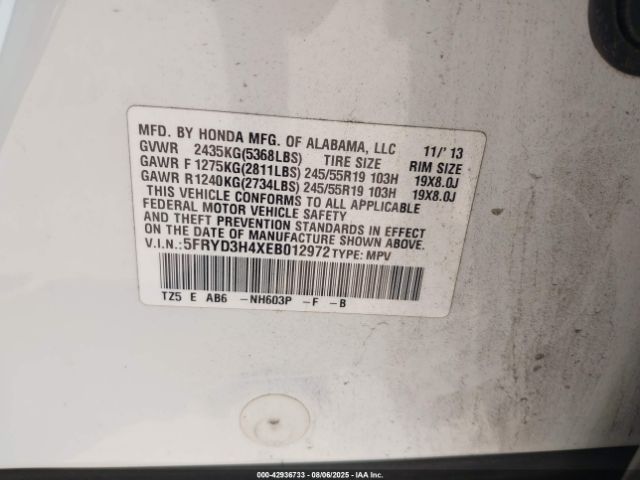 MFD. BY HONDA MFG. OF ALABAMA, LLC 11/' 13
GVWR 2435KG(5368LBS) TIRE SIZE RIM SIZE
GAWR F 1275KG(2811LBS) 245/55R19 103H 19X8.0J
GAWR R1240KG(2734LBS) 245/55R19 103H 19X8.0J
THIS VEHICLE CONFORMS TO ALL APPLICABLE
FEDERAL MOTOR VEHICLE SAFETY
AND THEFT PREVENTION STANDARDS IN EFFECT
ON THE DATE OF MANUFACTURE SHOWN ABOVE.
V.I.N.:5FRYD3H4XEB012972 TYPE: MPV
TZ5 E AB6 -NH603P -F -B
000-42936733 - 08/06/2025 - IAA Inc.